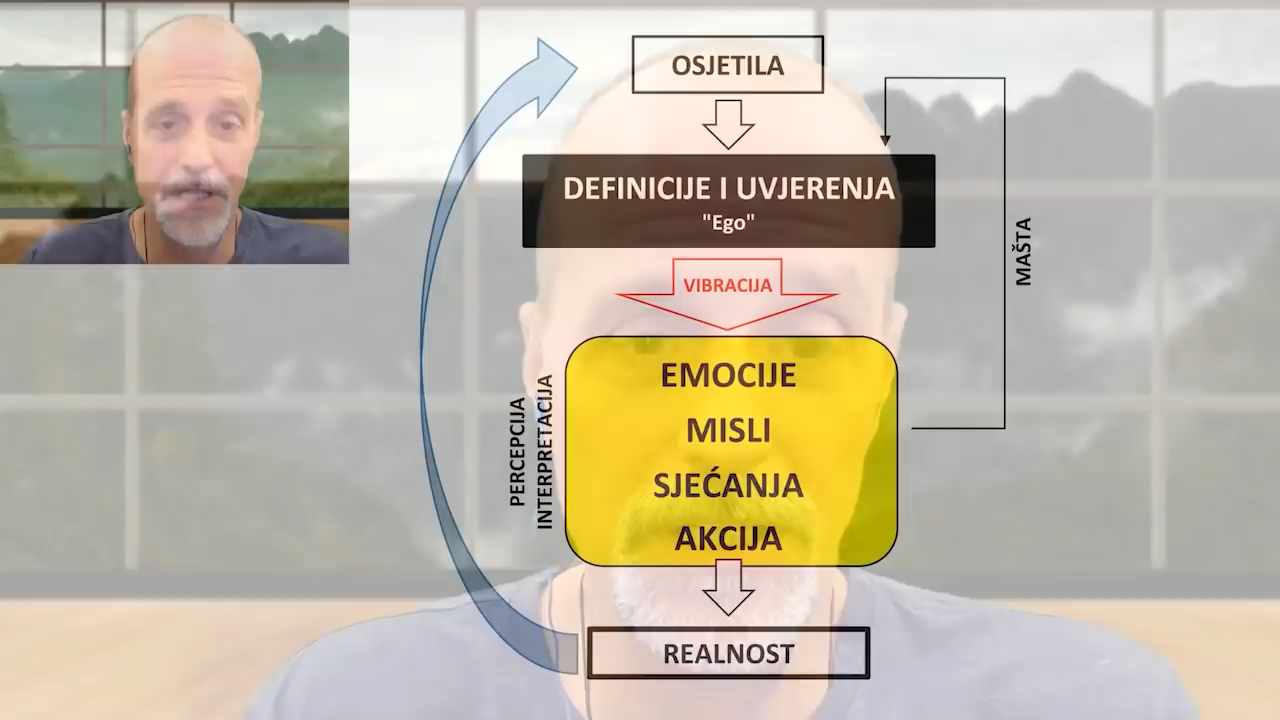 OSJETILA
DEFINICIJE I UVJERENJA
"Ego"
VIBRACIJA
MAŠTA
PERCEPCIJA
INTERPRETACIJA
EMOCIJE
MISLI
SJEĆANJA
AKCIJA
REALNOST